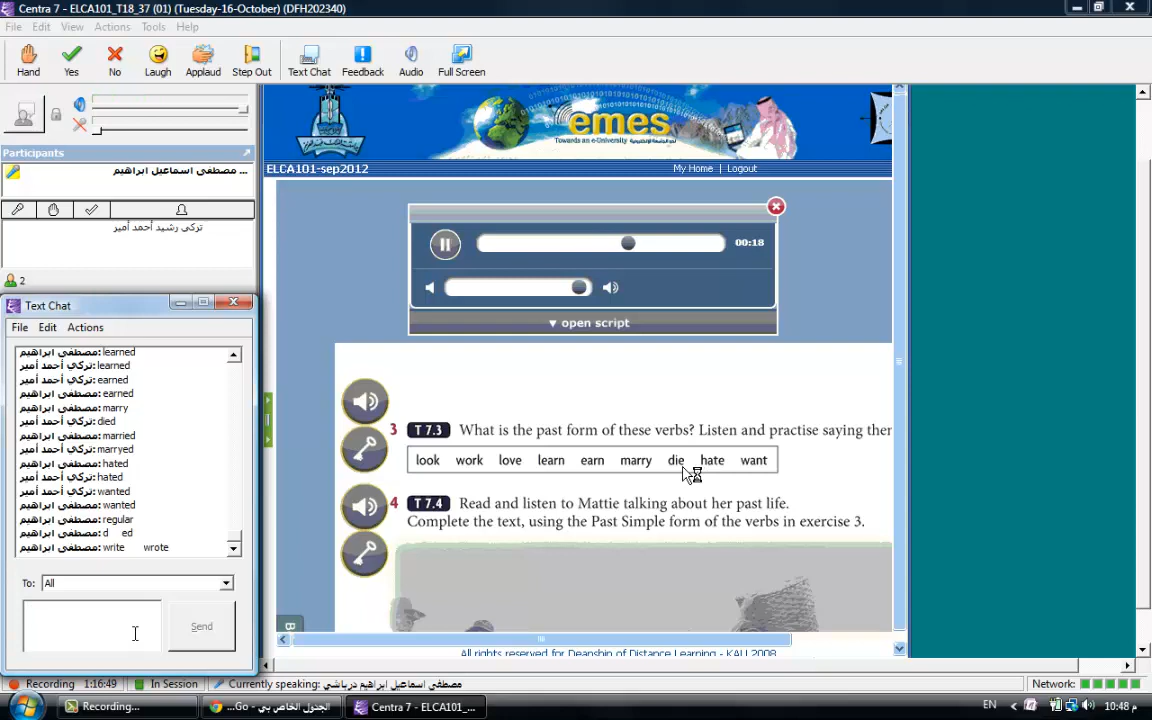 Centra 7 - ELCA101_T18_37 (01) (Tuesday-16-October) (DFH202340)
File Edit View Actions Tools Help
Hand Yes No Laugh Applaud Step Out Text Chat Feedback Audio Full Screen
Participants
مصطفى اسماعيل ابراهيم ...
تركى رشيد أحمد أمير
2
emes
Towards an e-University
ELCA101-sep2012
My Home | Logout
00:18
▼ open script
3 T 7.3 What is the past form of these verbs? Listen and practise saying ther
look work love learn earn marry die hate want
4 T 7.4 Read and listen to Mattie talking about her past life.
Complete the text, using the Past Simple form of the verbs in exercise 3.
B
All rights reserved for Deanship of Distance Learning - KAU 2008
Text Chat
File Edit Actions
مصطفى ابراهيم: learned
تركي أحمد أمير: learned
تركي أحمد أمير: earned
مصطفى ابراهيم: earned
مصطفى ابراهيم: marry
تركي أحمد أمير: died
مصطفى ابراهيم: married
تركي أحمد أمير: marryed
مصطفى ابراهيم: hated
تركي أحمد أمير: hated
تركي أحمد أمير: wanted
مصطفى ابراهيم: wanted
مصطفى ابراهيم: regular
مصطفى ابراهيم: d ed
مصطفى ابراهيم: write wrote
To: All
Send
Recording 1:16:49 In Session Currently speaking: مصطفى اسماعيل ابراهيم درباشي
Network:
Recording...
الجدول الخاص بي - Go...
Centra 7 - ELCA101_...
EN
10:48 م